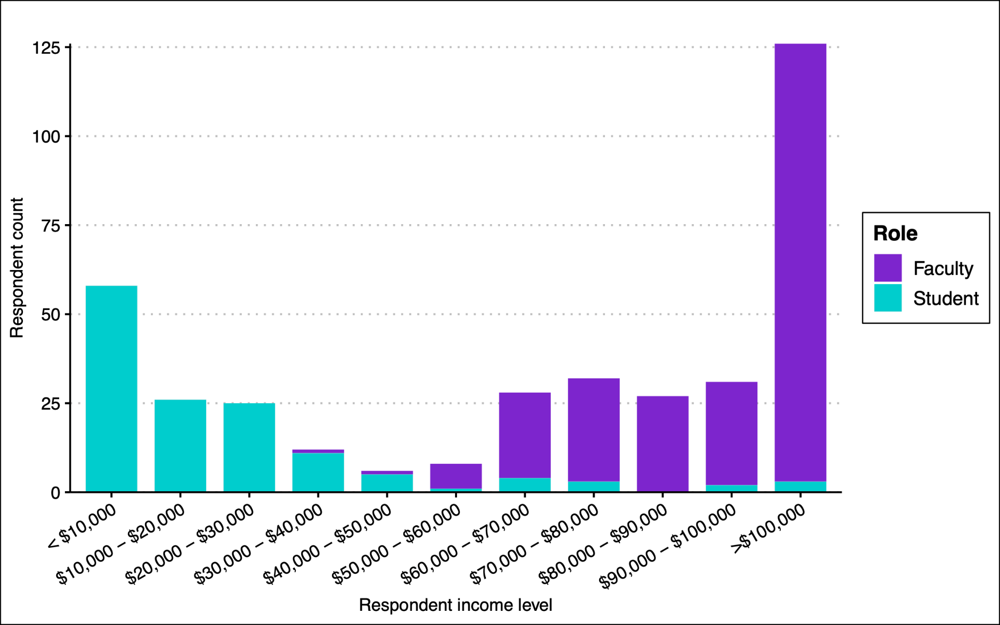 125
100
75
50
25
0
Respondent count
< $10,000
$10,000 – $20,000
$20,000 – $30,000
$30,000 – $40,000
$40,000 – $50,000
$50,000 – $60,000
$60,000 – $70,000
$70,000 – $80,000
$80,000 – $90,000
$90,000 – $100,000
>$100,000
Respondent income level
Role
Faculty
Student